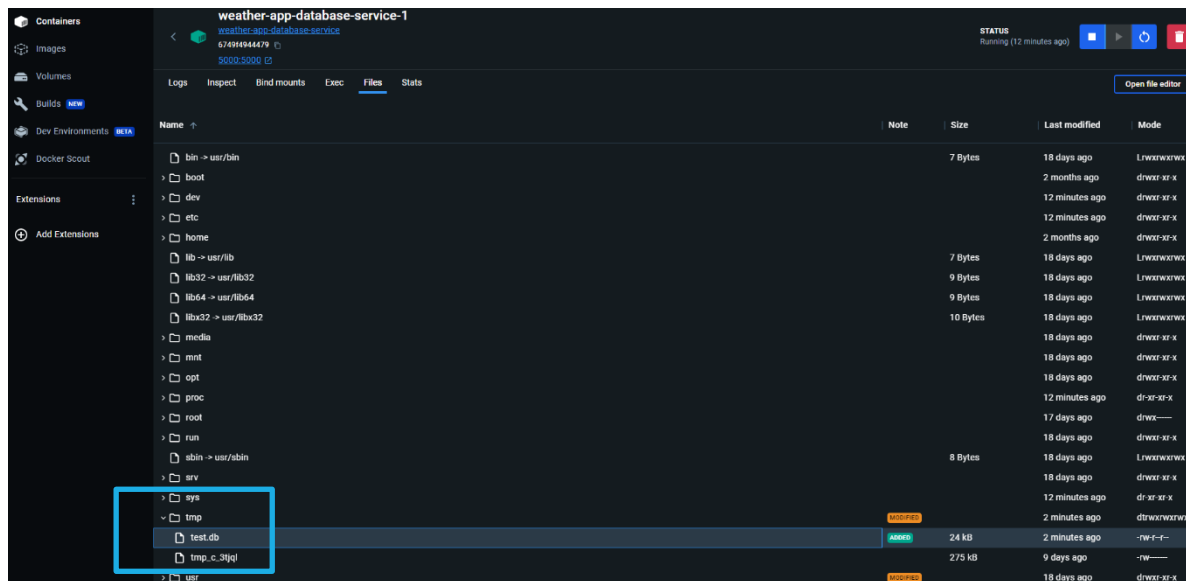 Containers
Images
Volumes
Builds NEW
Dev Environments BETA
Docker Scout
Extensions
Add Extensions
weather-app-database-service-1
weather-app-database-service
6749f4944479
5000:5000
STATUS
Running (12 minutes ago)
Logs Inspect Bind mounts Exec Files Stats
Open file editor
Name Note Size Last modified Mode
bin -> usr/bin 7 Bytes 18 days ago Lrwxrwxrwx
boot 2 months ago drwxr-xr-x
dev 12 minutes ago drwxr-xr-x
etc 12 minutes ago drwxr-xr-x
home 2 months ago drwxr-xr-x
lib -> usr/lib 7 Bytes 18 days ago Lrwxrwxrwx
lib32 -> usr/lib32 9 Bytes 18 days ago Lrwxrwxrwx
lib64 -> usr/lib64 9 Bytes 18 days ago Lrwxrwxrwx
libx32 -> usr/libx32 10 Bytes 18 days ago Lrwxrwxrwx
media 18 days ago drwxr-xr-x
mnt 18 days ago drwxr-xr-x
opt 18 days ago drwxr-xr-x
proc 12 minutes ago dr-xr-xr-x
root 17 days ago drwx------
run 18 days ago drwxr-xr-x
sbin -> usr/sbin 8 Bytes 18 days ago Lrwxrwxrwx
srv 18 days ago drwxr-xr-x
sys 12 minutes ago dr-xr-xr-x
tmp MODIFIED 2 minutes ago dtrwxrwxrwx
test.db ADDED 24 kB 2 minutes ago -rw-r--r--
tmp_c_3tjql 275 kB 9 days ago -rw-------
usr MODIFIED 18 days ago drwxr-xr-x